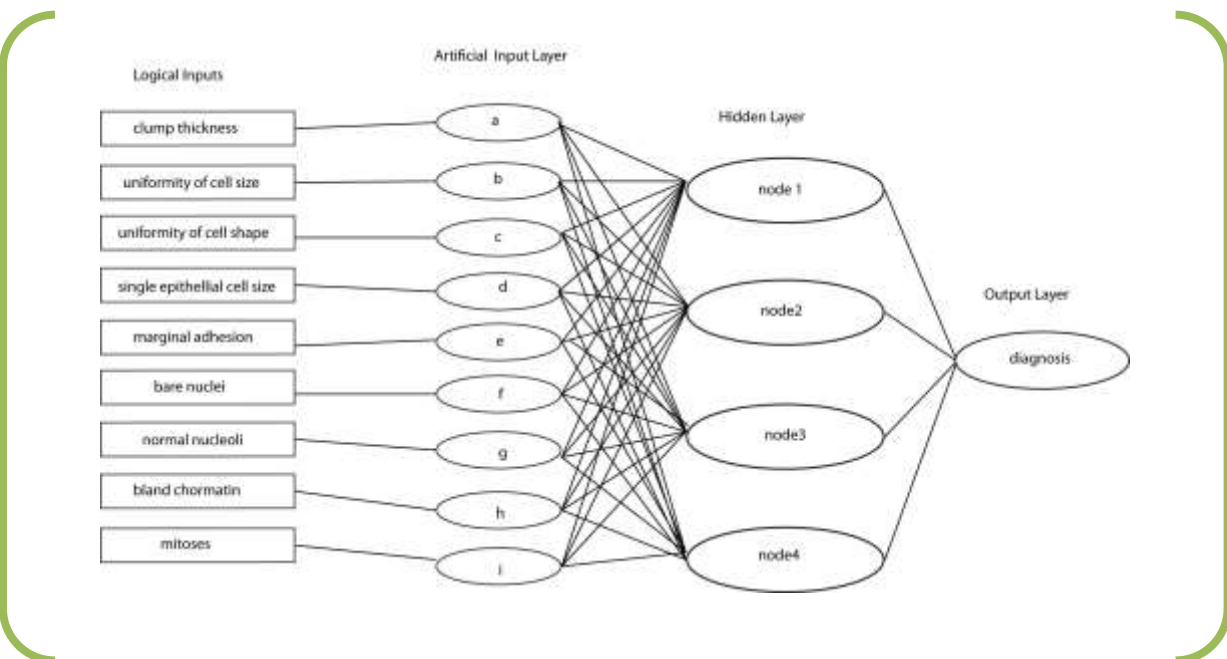 Artificial Input Layer
Logical Inputs
clump thickness
uniformity of cell size
uniformity of cell shape
single epithellial cell size
marginal adhesion
bare nuclei
normal nucleoli
bland chormatin
mitoses
a
b
c
d
e
f
g
h
i
Hidden Layer
node 1
node2
node3
node4
Output Layer
diagnosis